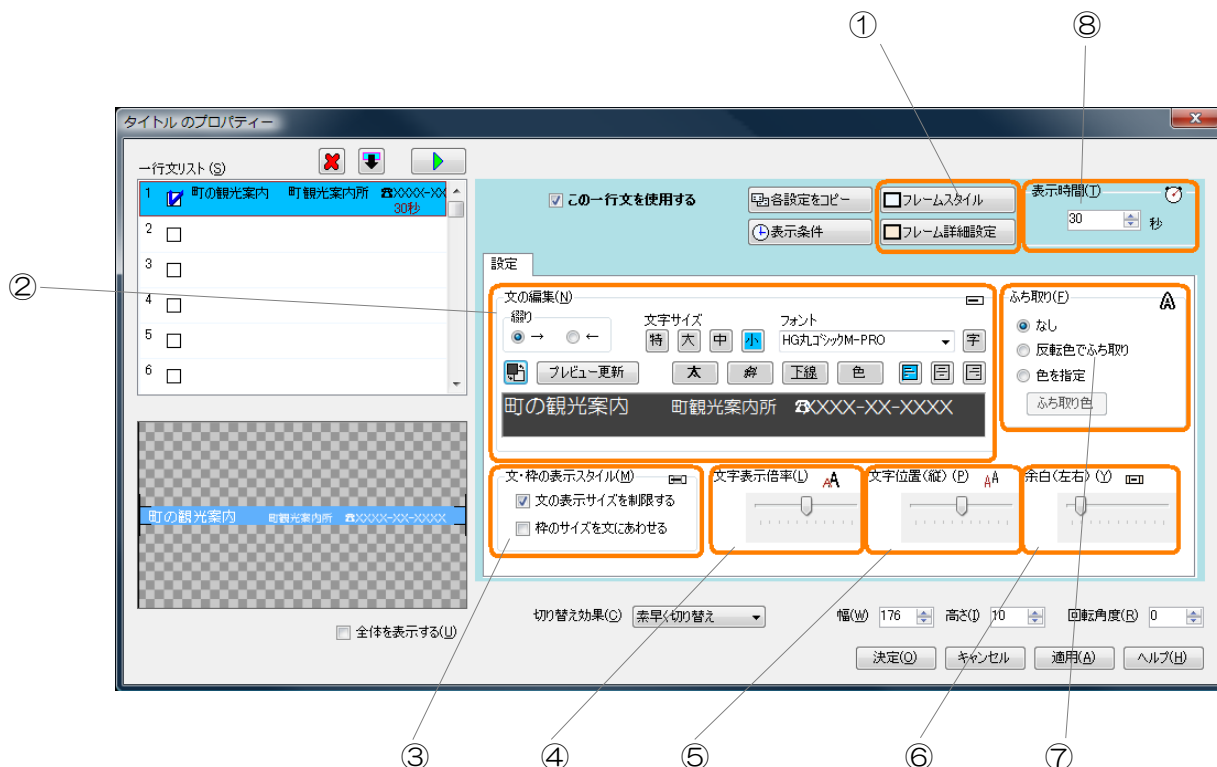 ① ⑧
タイトル のプロパティー
一行文リスト (S)
1 町の観光案内 町観光案内所 ☎XXXX-XX
30秒
2
3
4
5
6
この一行文を使用する
各設定をコピー
フレームスタイル
表示条件
フレーム詳細設定
表示時間(T)
30 秒
設定
②
文の編集(N)
綴り
→ ←
文字サイズ
特 大 中 小
フォント
HG丸ゴシックM-PRO
字
プレビュー更新
太 斜 下線 色
町の観光案内 町観光案内所 ☎XXXX-XX-XXXX
ふち取り(F)
なし
反転色でふち取り
色を指定
ふち取り色
文・枠の表示スタイル(M)
文の表示サイズを制限する
枠のサイズを文にあわせる
文字表示倍率(L) AA
文字位置(縦) (P) AA
余白(左右) (Y)
町の観光案内 町観光案内所 ☎XXXX-XX-XXXX
全体を表示する(U)
切り替え効果(C) 素早く切り替え
幅(W) 176 高さ(I) 10 回転角度(R) 0
決定(O) キャンセル 適用(A) ヘルプ(H)
③ ④ ⑤ ⑥ ⑦